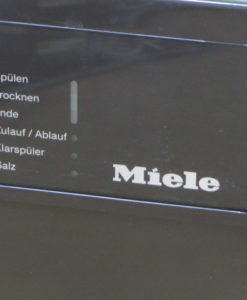 pülen
rocknen
nde
ulauf / Ablauf
Klarspüler
Salz
Miele